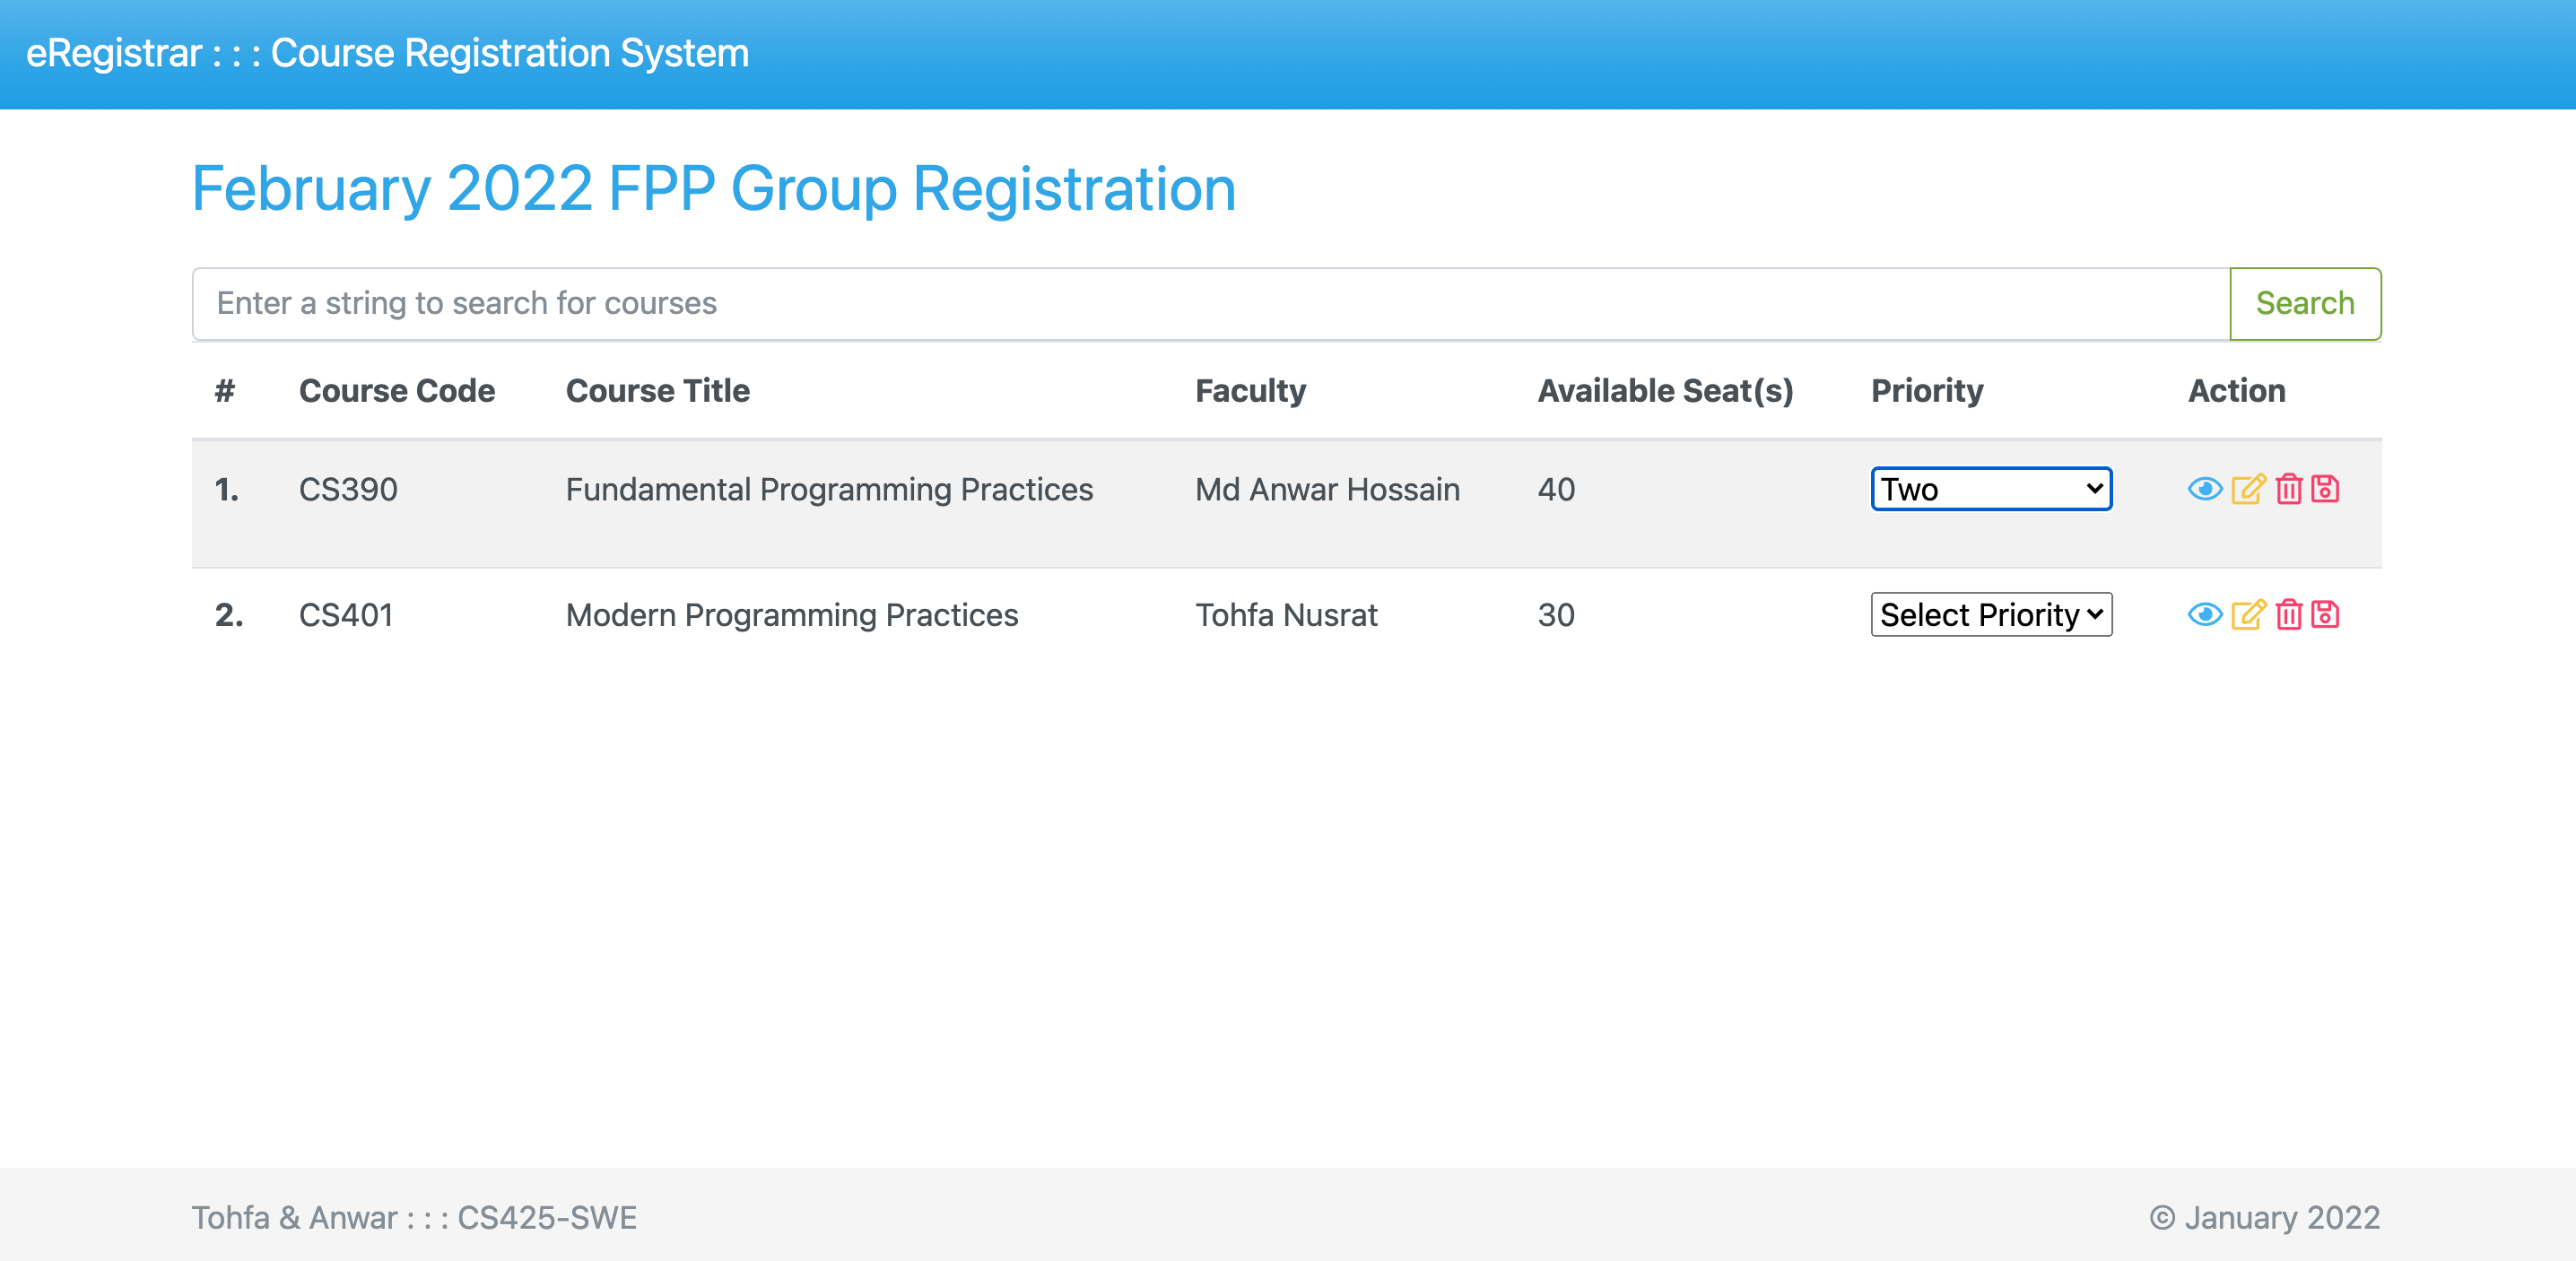 eRegistrar : : : Course Registration System
February 2022 FPP Group Registration
Enter a string to search for courses Search
# Course Code Course Title Faculty Available Seat(s) Priority Action
1. CS390 Fundamental Programming Practices Md Anwar Hossain 40 Two
2. CS401 Modern Programming Practices Tohfa Nusrat 30 Select Priority
Tohfa & Anwar : : : CS425-SWE © January 2022